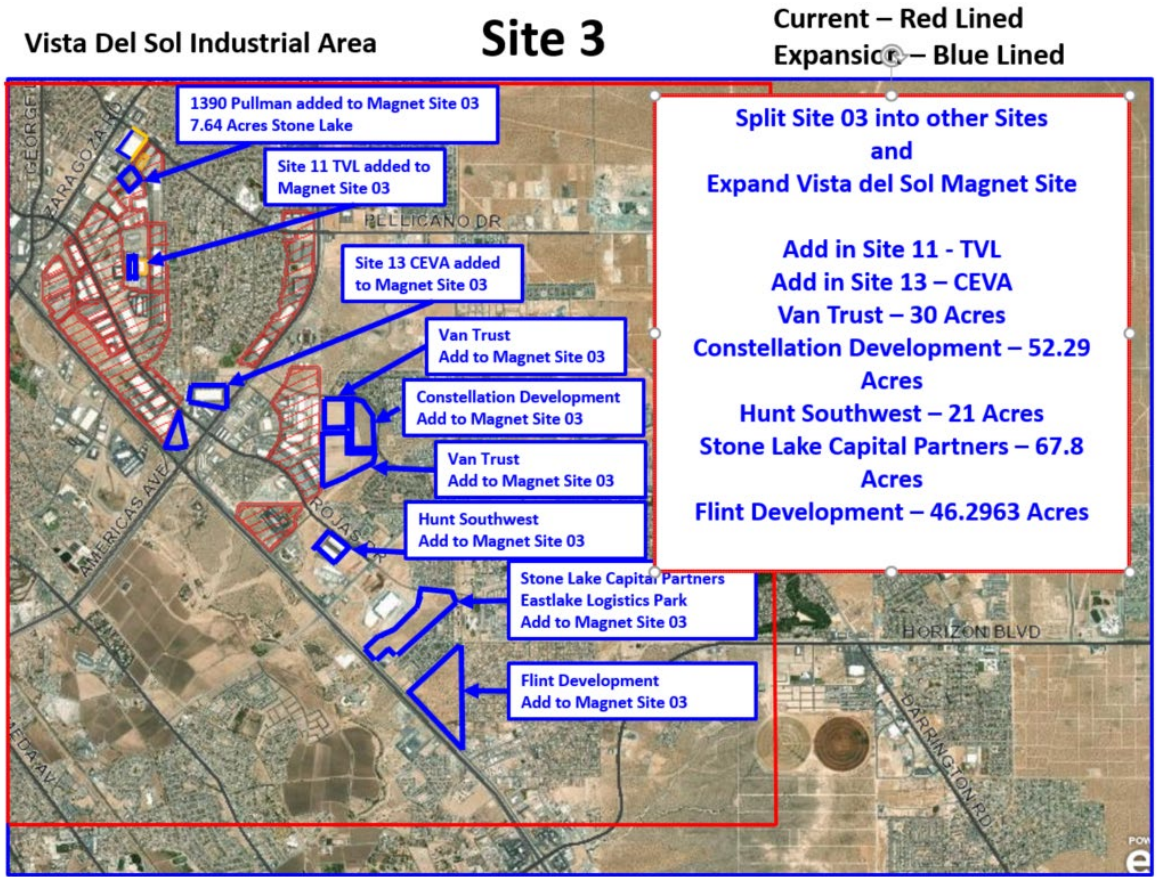 Vista Del Sol Industrial Area
Site 3
Current – Red Lined
Expansion – Blue Lined
1390 Pullman added to Magnet Site 03
7.64 Acres Stone Lake
Site 11 TVL added to
Magnet Site 03
Site 13 CEVA added
to Magnet Site 03
Van Trust
Add to Magnet Site 03
Constellation Development
Add to Magnet Site 03
Van Trust
Add to Magnet Site 03
Hunt Southwest
Add to Magnet Site 03
Stone Lake Capital Partners
Eastlake Logistics Park
Add to Magnet Site 03
Flint Development
Add to Magnet Site 03
Split Site 03 into other Sites
and
Expand Vista del Sol Magnet Site
Add in Site 11 - TVL
Add in Site 13 – CEVA
Van Trust – 30 Acres
Constellation Development – 52.29
Acres
Hunt Southwest – 21 Acres
Stone Lake Capital Partners – 67.8
Acres
Flint Development – 46.2963 Acres
GEORGE
ZARAGOZA RD
PELLICANO DR
AMERICAS AVE
ROJAS DR
HORIZON BLVD
DARRINGTON RD
MEDA AV
POW
e